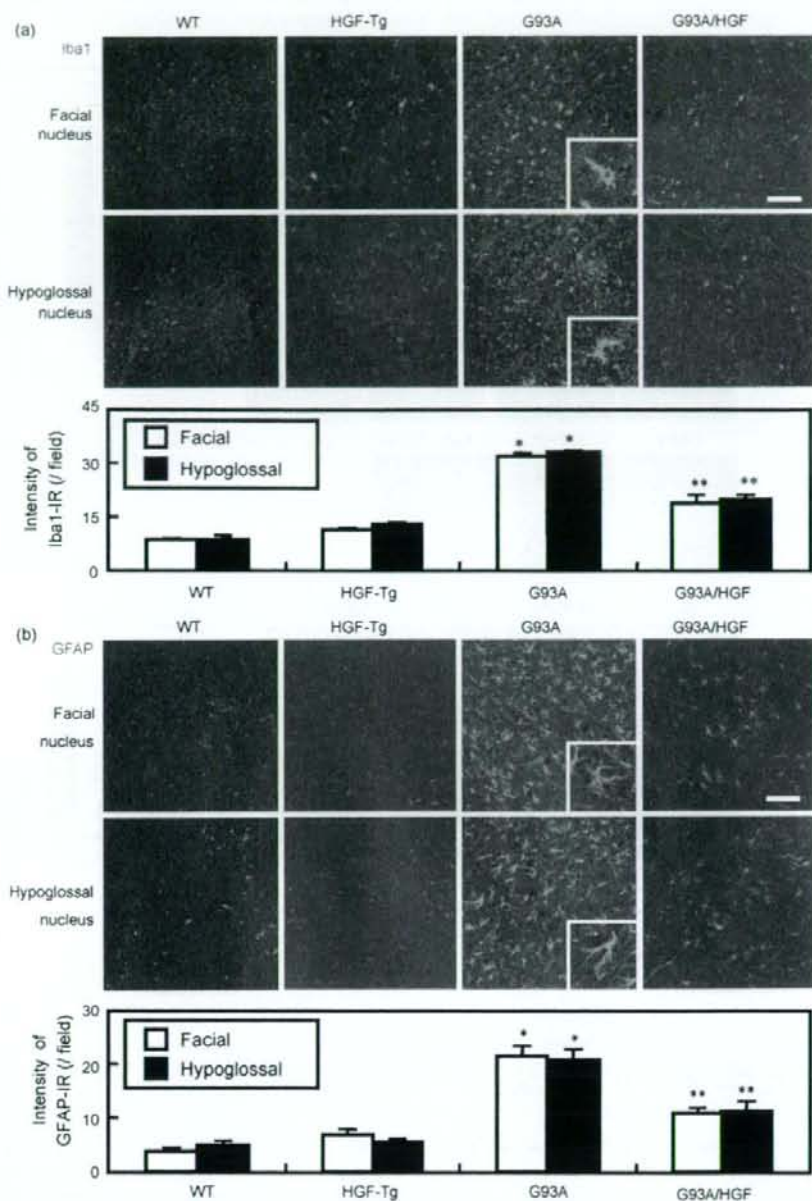 (a)
WT HGF-Tg G93A G93A/HGF
Iba1
Facial
nucleus
Hypoglossal
nucleus
45
30
15
0
Intensity of
Iba1-IR (/ field)
Facial
Hypoglossal
* *
** **
WT HGF-Tg G93A G93A/HGF
(b)
WT HGF-Tg G93A G93A/HGF
GFAP
Facial
nucleus
Hypoglossal
nucleus
30
20
10
0
Intensity of
GFAP-IR (/ field)
Facial
Hypoglossal
* *
** **
WT HGF-Tg G93A G93A/HGF